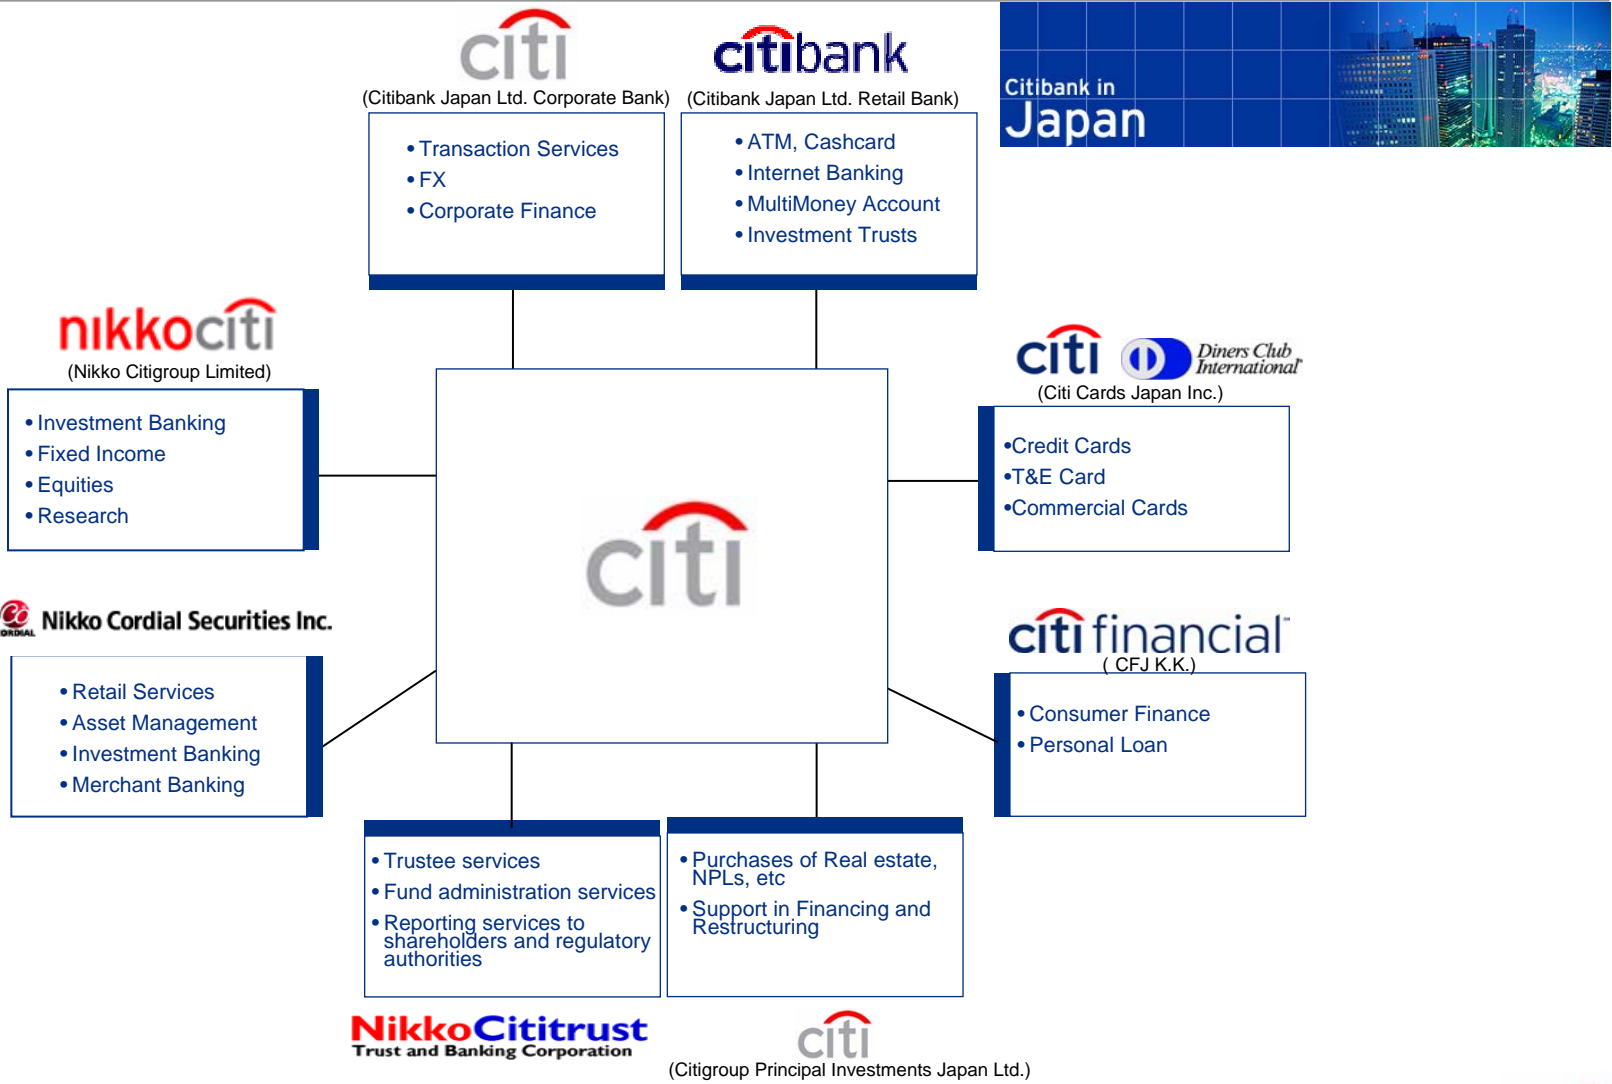 citi
(Citibank Japan Ltd. Corporate Bank)
• Transaction Services
• FX
• Corporate Finance
citibank
(Citibank Japan Ltd. Retail Bank)
• ATM, Cashcard
• Internet Banking
• MultiMoney Account
• Investment Trusts
Citibank in
Japan
nikkociti
(Nikko Citigroup Limited)
• Investment Banking
• Fixed Income
• Equities
• Research
citi
Diners Club
International
(Citi Cards Japan Inc.)
•Credit Cards
•T&E Card
•Commercial Cards
citi
CORDIAL
Nikko Cordial Securities Inc.
• Retail Services
• Asset Management
• Investment Banking
• Merchant Banking
citifinancial
( CFJ K.K.)
• Consumer Finance
• Personal Loan
• Trustee services
• Fund administration services
• Reporting services to
shareholders and regulatory
authorities
NikkoCititrust
Trust and Banking Corporation
• Purchases of Real estate,
NPLs, etc
• Support in Financing and
Restructuring
citi
(Citigroup Principal Investments Japan Ltd.)